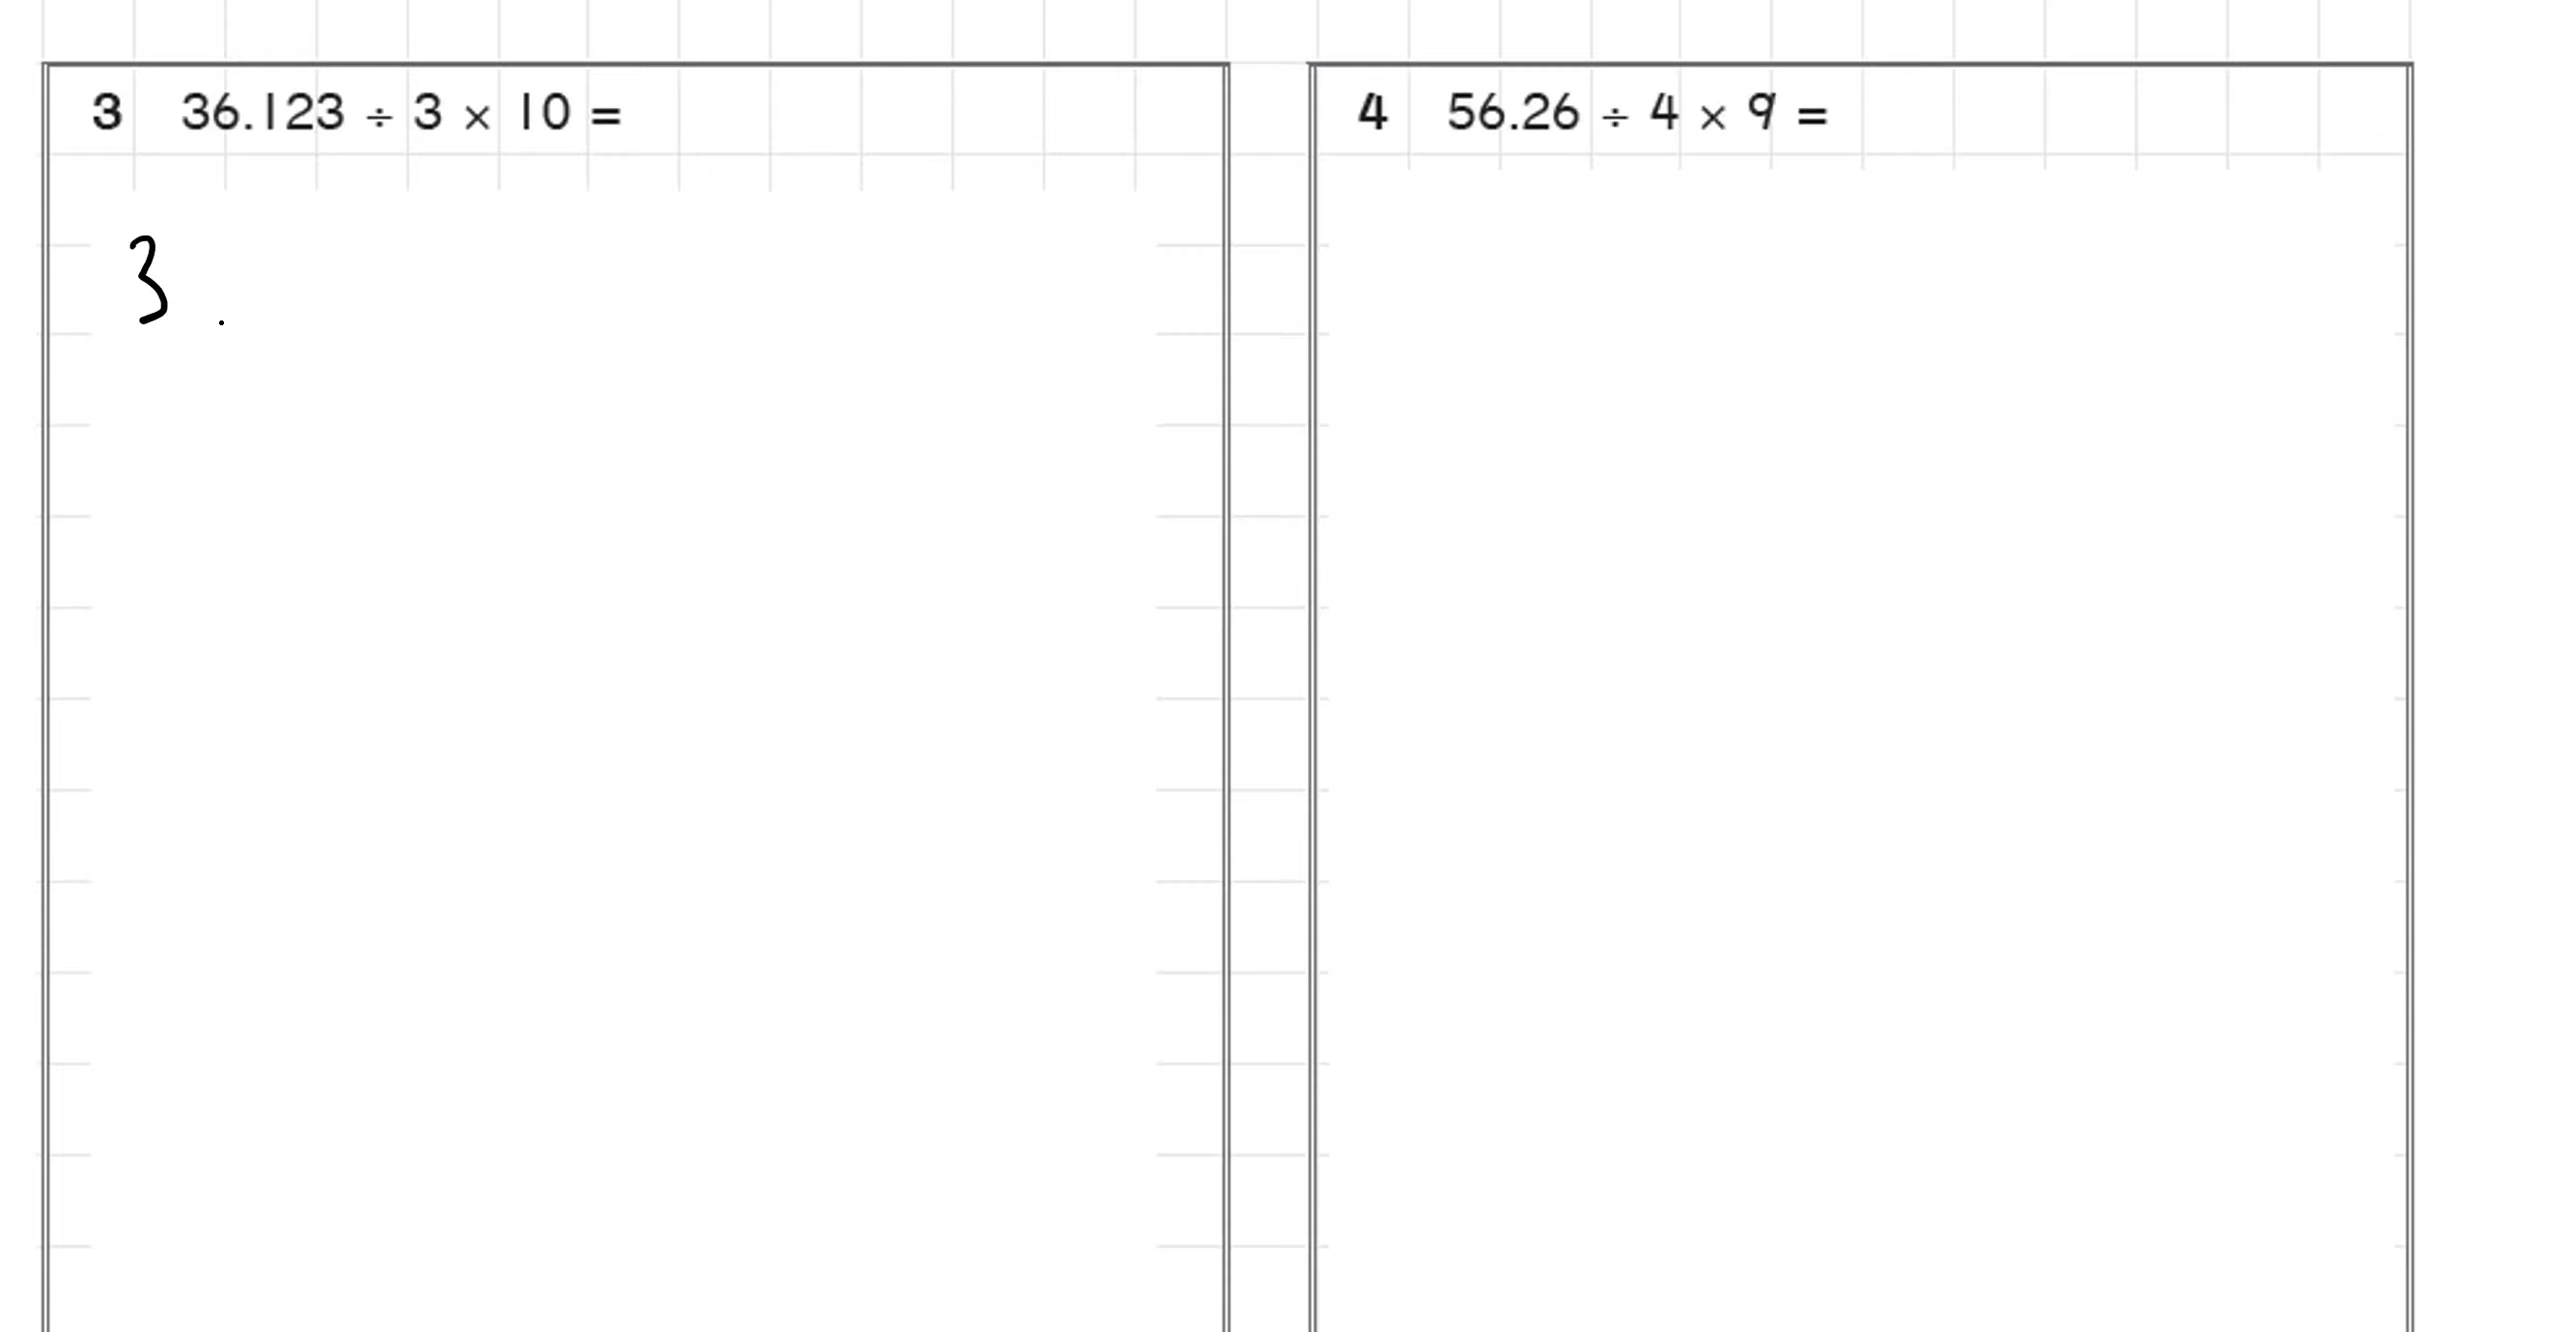 3 36.123 ÷ 3 × 10 =
3 .
4 56.26 ÷ 4 × 9 =